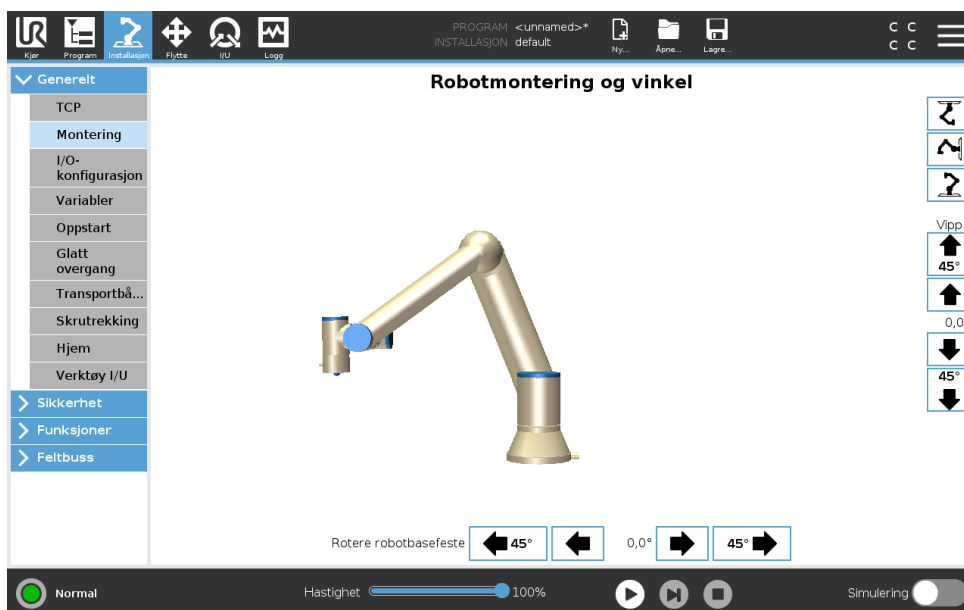 UR
Kjør
Program
Installasjon
Flytte
I/U
Logg
PROGRAM <unnamed>*
INSTALLASJON default
Ny...
Åpne...
Lagre...
C C
C C
Generelt
TCP
Montering
I/O-
konfigurasjon
Variabler
Oppstart
Glatt
overgang
Transportbå...
Skrutrekking
Hjem
Verktøy I/U
Sikkerhet
Funksjoner
Feltbuss
Robotmontering og vinkel
Vipp
45°
0,0
45°
Rotere robotbasefeste
45°
0,0°
45°
Normal
Hastighet
100%
Simulering